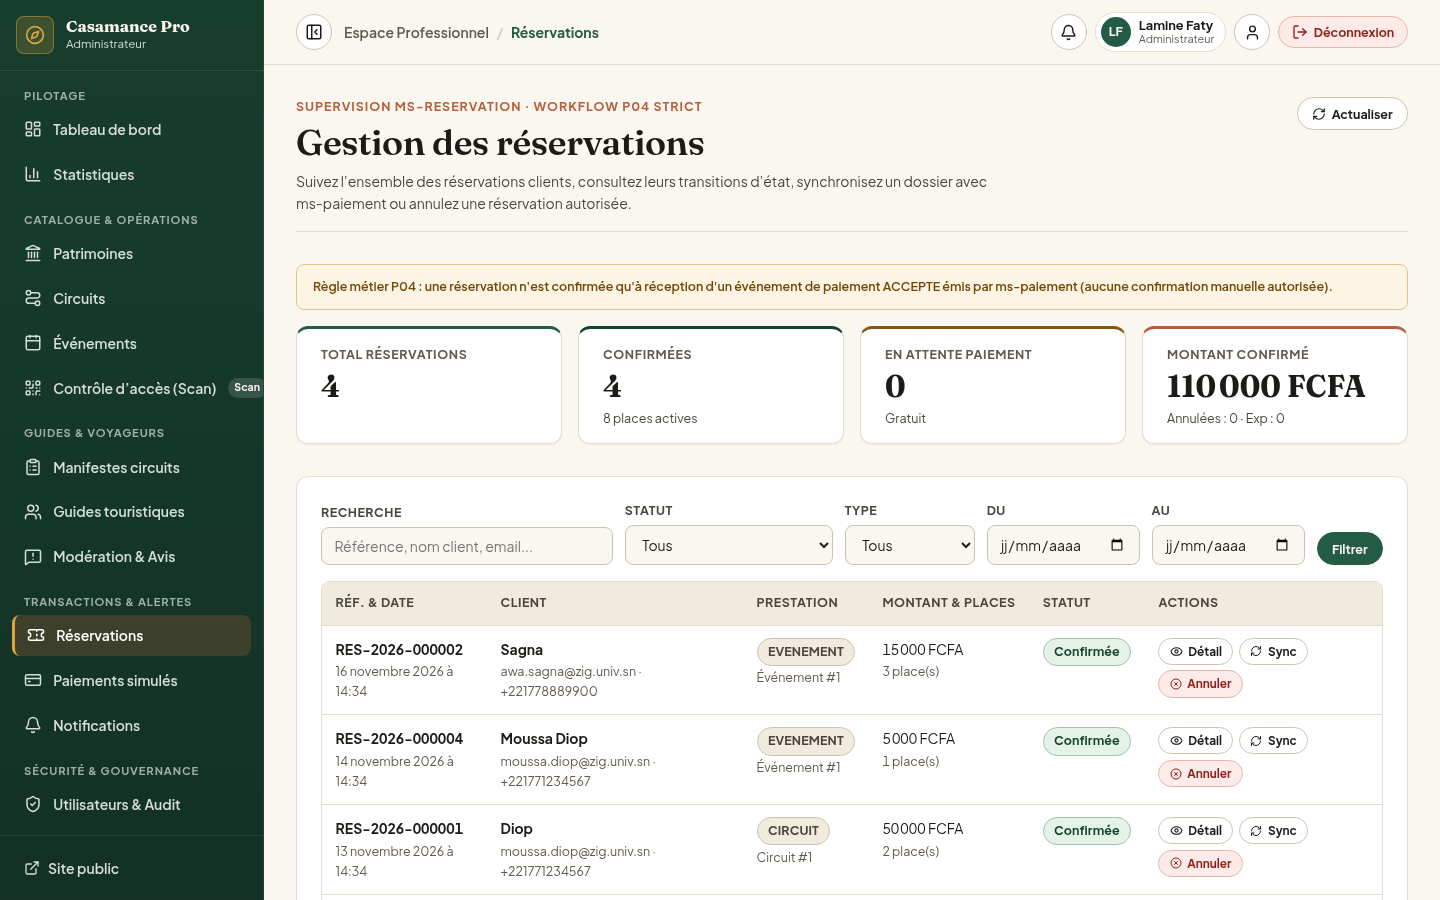 Casamance Pro
Administrateur
PILOTAGE
Tableau de bord
Statistiques
CATALOGUE & OPÉRATIONS
Patrimoines
Circuits
Événements
Contrôle d’accès (Scan)
Scan
GUIDES & VOYAGEURS
Manifestes circuits
Guides touristiques
Modération & Avis
TRANSACTIONS & ALERTES
Réservations
Paiements simulés
Notifications
SÉCURITÉ & GOUVERNANCE
Utilisateurs & Audit
Site public
Espace Professionnel / Réservations
LF
Lamine Faty
Administrateur
Déconnexion
SUPERVISION MS-RESERVATION · WORKFLOW P04 STRICT
Gestion des réservations
Suivez l’ensemble des réservations clients, consultez leurs transitions d’état, synchronisez un dossier avec
ms-paiement ou annulez une réservation autorisée.
Actualiser
Règle métier P04 : une réservation n'est confirmée qu'à réception d'un événement de paiement ACCEPTE émis par ms-paiement (aucune confirmation manuelle autorisée).
TOTAL RÉSERVATIONS
4
CONFIRMÉES
4
8 places actives
EN ATTENTE PAIEMENT
0
Gratuit
MONTANT CONFIRMÉ
110 000 FCFA
Annulées : 0 · Exp : 0
RECHERCHE
Référence, nom client, email...
STATUT
Tous
TYPE
Tous
DU
jj/mm/aaaa
AU
jj/mm/aaaa
Filtrer
RÉF. & DATE CLIENT PRESTATION MONTANT & PLACES STATUT ACTIONS
RES-2026-000002
16 novembre 2026 à
14:34
Sagna
awa.sagna@zig.univ.sn ·
+221778889900
EVENEMENT
Événement #1
15 000 FCFA
3 place(s)
Confirmée
Détail
Sync
Annuler
RES-2026-000004
14 novembre 2026 à
14:34
Moussa Diop
moussa.diop@zig.univ.sn ·
+221771234567
EVENEMENT
Événement #1
5 000 FCFA
1 place(s)
Confirmée
Détail
Sync
Annuler
RES-2026-000001
13 novembre 2026 à
14:34
Diop
moussa.diop@zig.univ.sn ·
+221771234567
CIRCUIT
Circuit #1
50 000 FCFA
2 place(s)
Confirmée
Détail
Sync
Annuler